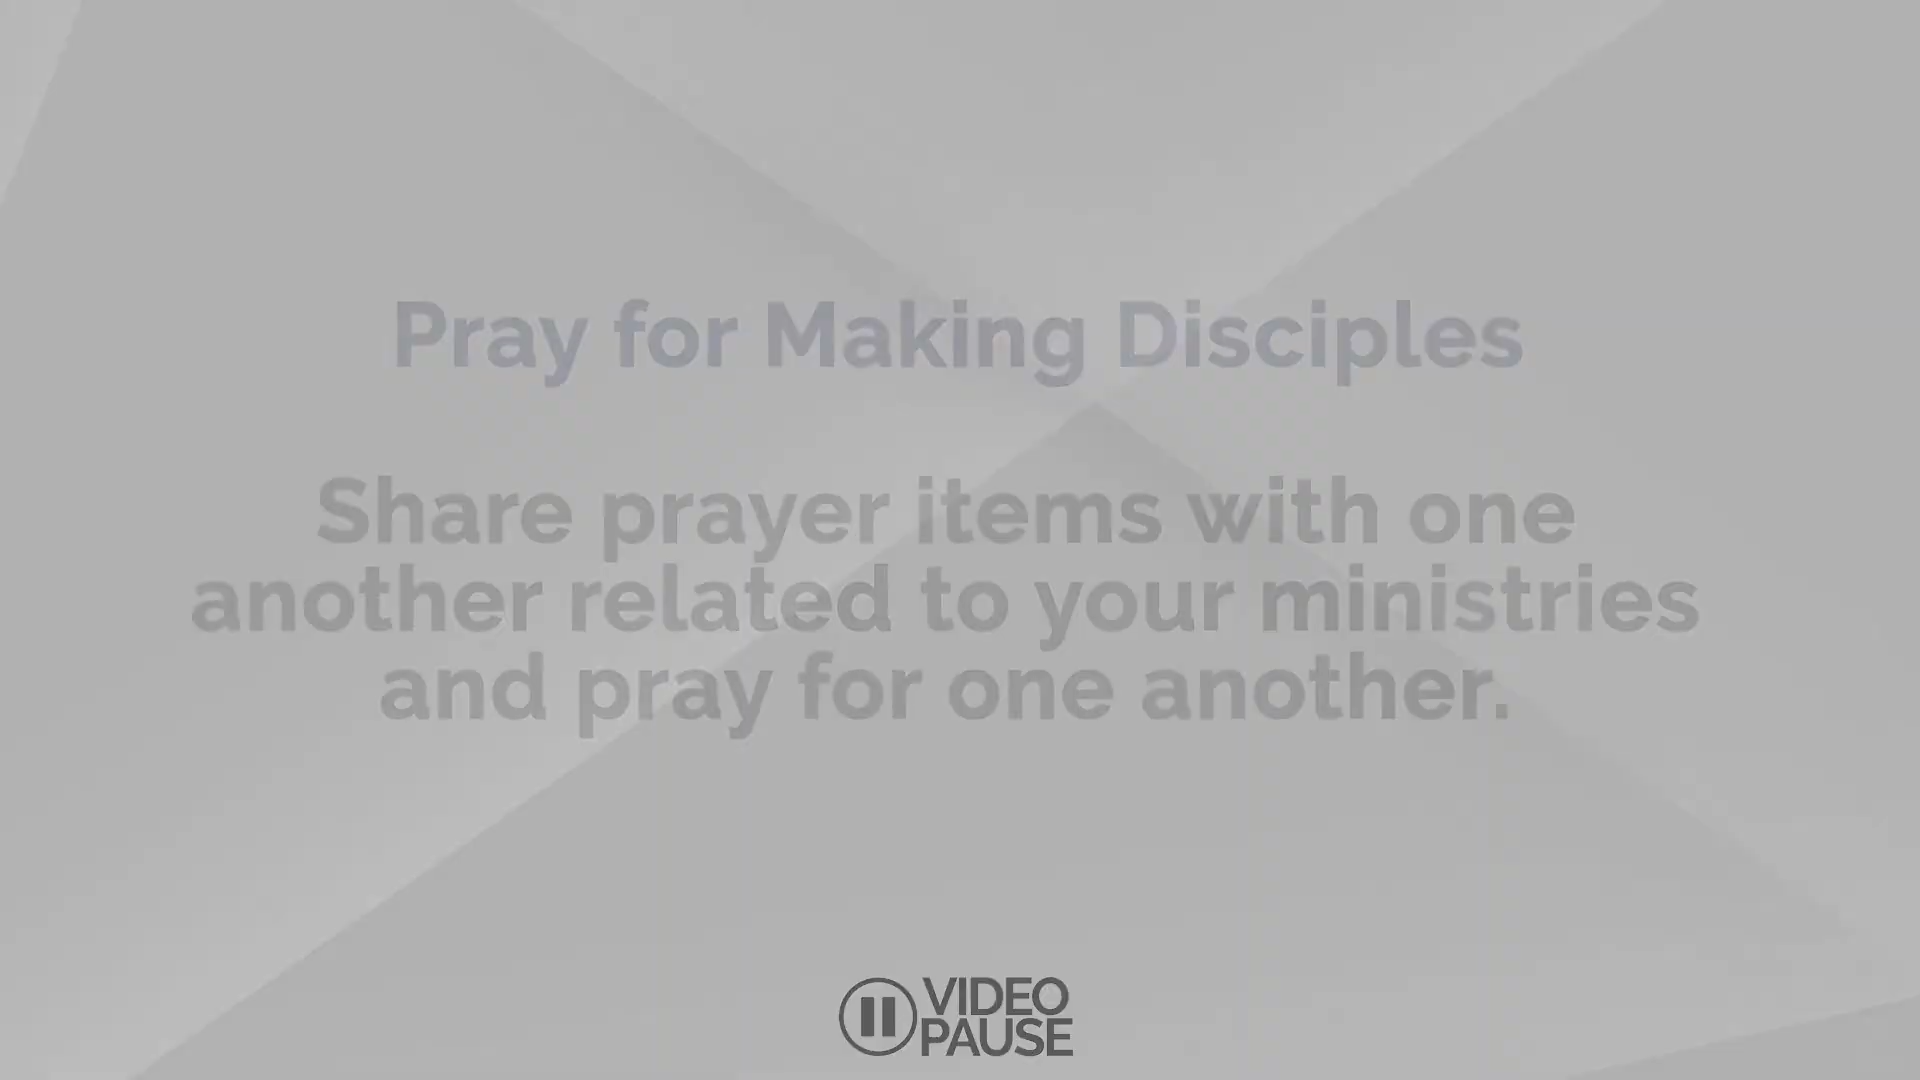 Pray for Making Disciples
Share prayer items with one
another related to your ministries
and pray for one another.
VIDEO
PAUSE